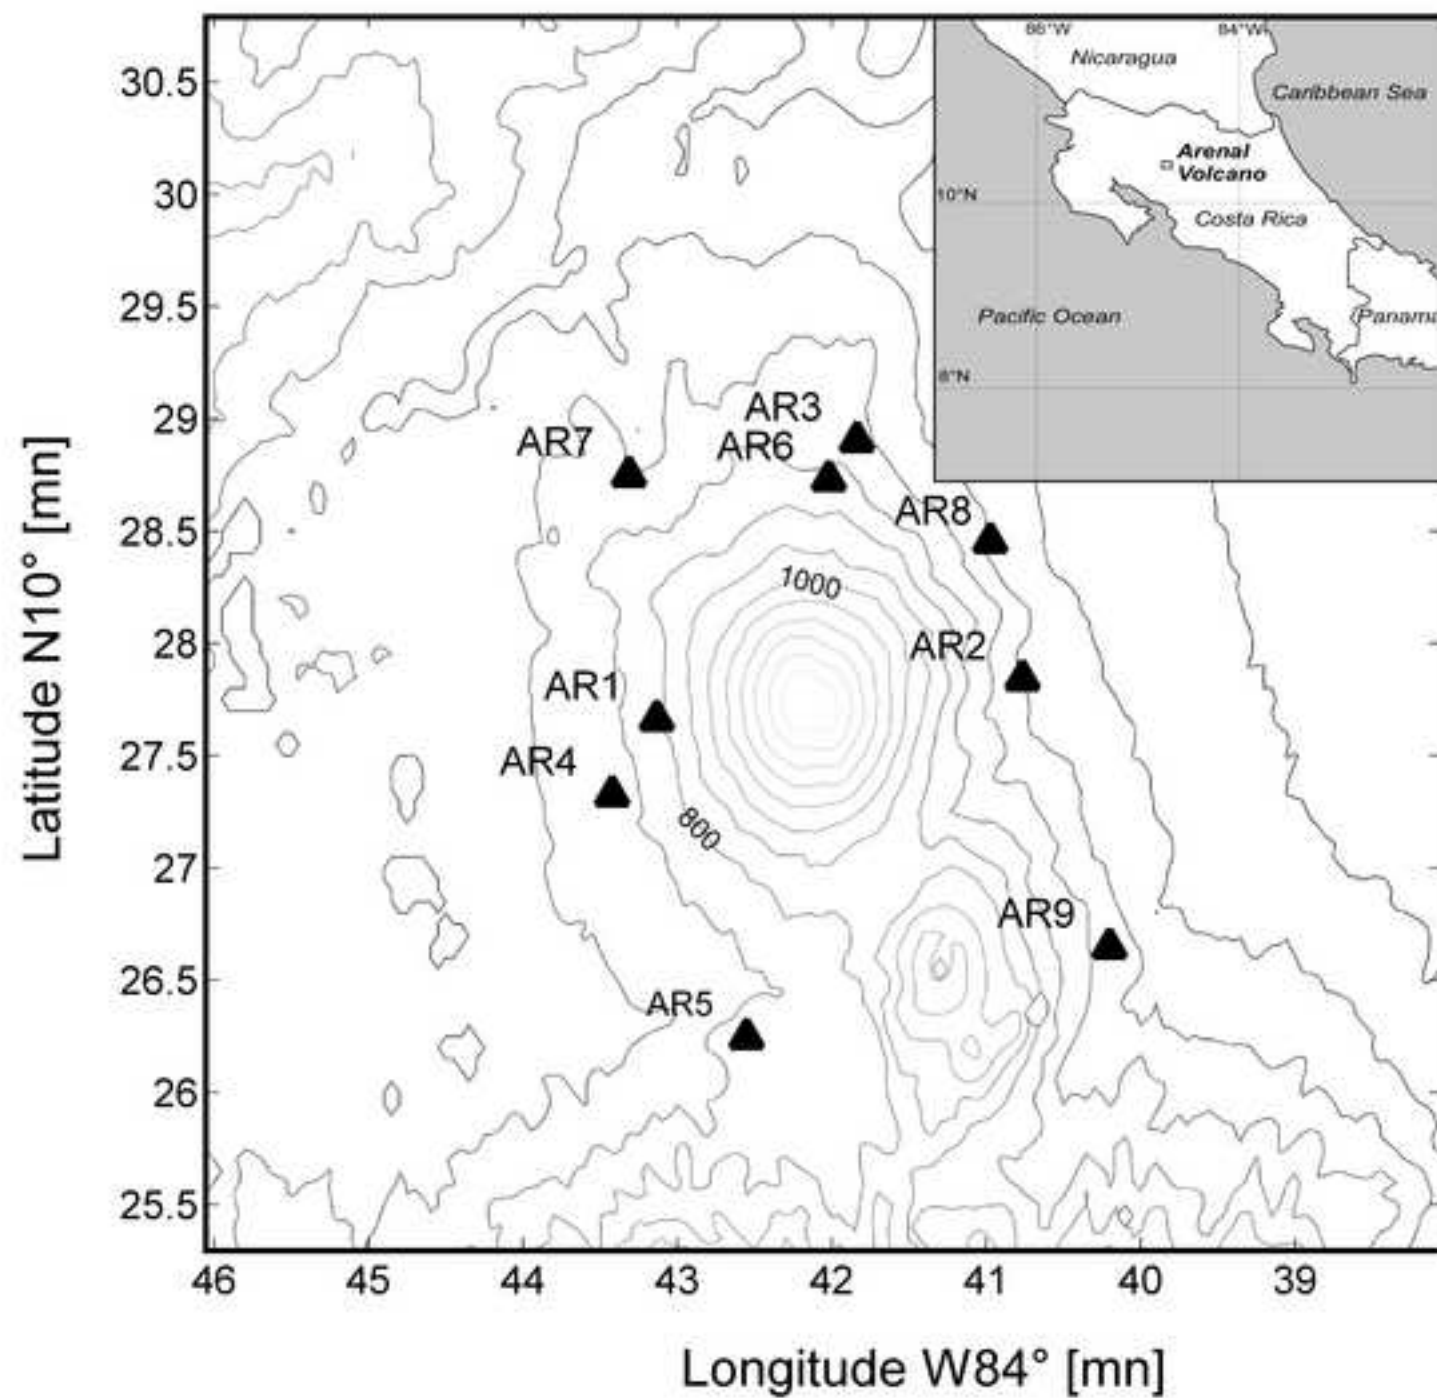 86°W
84°W
Nicaragua
Caribbean Sea
Arenal
Volcano
10°N
Costa Rica
Pacific Ocean
Panama
8°N
30.5
30
29.5
29
28.5
28
27.5
27
26.5
26
25.5
Latitude N10° [mn]
AR3
AR7
AR6
AR8
1000
AR2
AR1
AR4
800
AR9
AR5
46
45
44
43
42
41
40
39
Longitude W84° [mn]